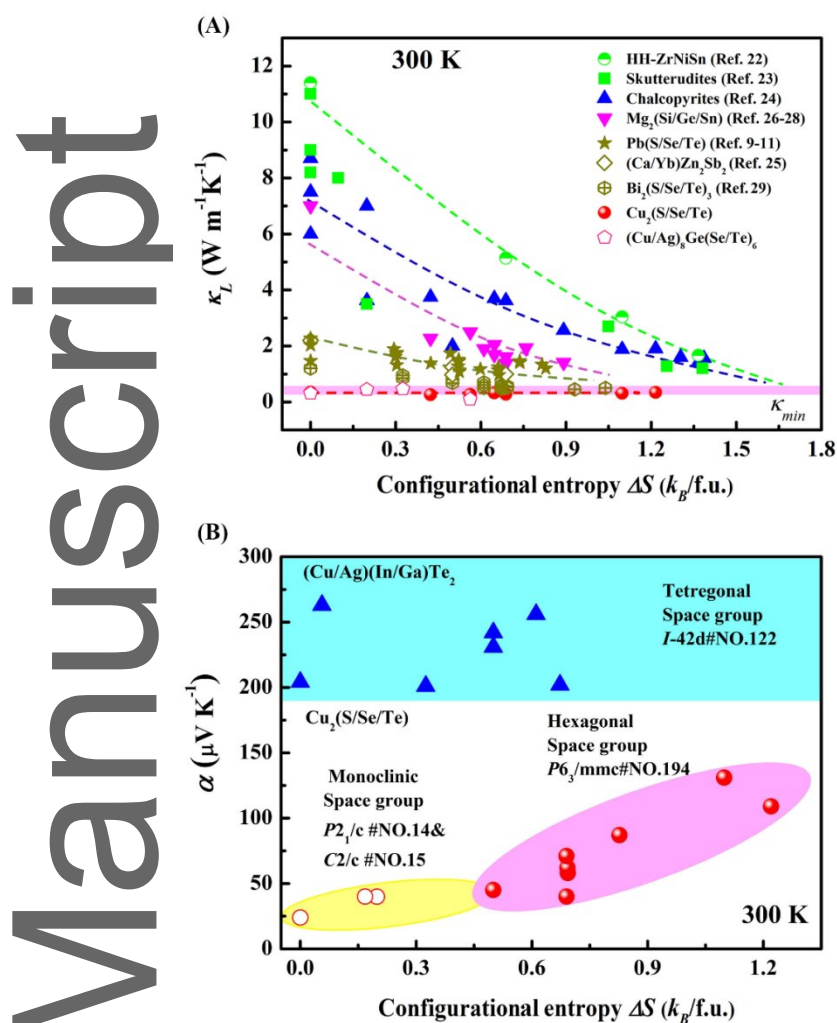 Manuscript
(A)
300 K
HH-ZrNiSn (Ref. 22)
Skutterudites (Ref. 23)
Chalcopyrites (Ref. 24)
Mg₂(Si/Ge/Sn) (Ref. 26-28)
Pb(S/Se/Te) (Ref. 9-11)
(Ca/Yb)Zn₂Sb₂ (Ref. 25)
Bi₂(S/Se/Te)₃ (Ref. 29)
Cu₂(S/Se/Te)
(Cu/Ag)₈Ge(Se/Te)₆
κ_L (W m⁻¹K⁻¹)
12
10
8
6
4
2
0
κ_min
0.0 0.3 0.6 0.9 1.2 1.5 1.8
Configurational entropy ΔS (k_B/f.u.)
(B)
(Cu/Ag)(In/Ga)Te₂
Tetregonal
Space group
I-42d#NO.122
Cu₂(S/Se/Te)
Hexagonal
Space group
P6₃/mmc#NO.194
Monoclinic
Space group
P2₁/c #NO.14&
C2/c #NO.15
300 K
α (μV K⁻¹)
300
250
200
150
100
50
0
0.0 0.3 0.6 0.9 1.2
Configurational entropy ΔS (k_B/f.u.)